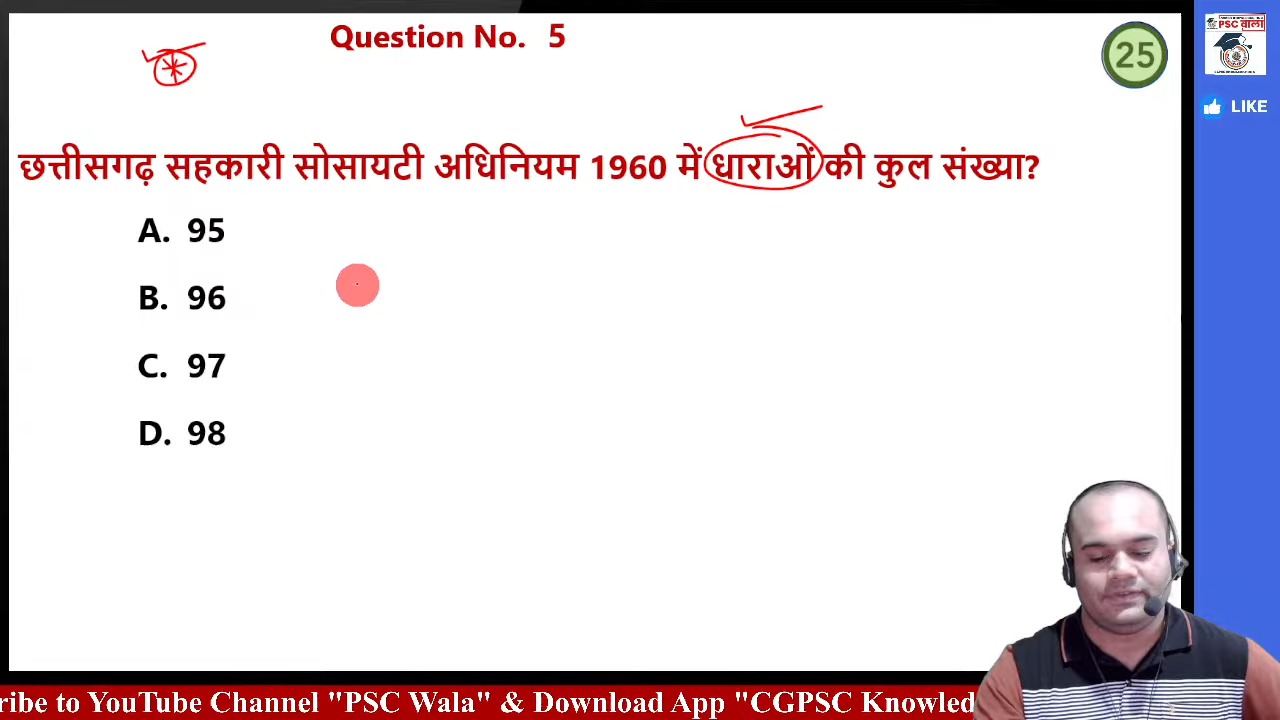 Question No. 5
25
PSC वाला
LIKE
छत्तीसगढ़ सहकारी सोसायटी अधिनियम 1960 में धाराओं की कुल संख्या?
A. 95
B. 96
C. 97
D. 98
ribe to YouTube Channel "PSC Wala" & Download App "CGPSC Knowled